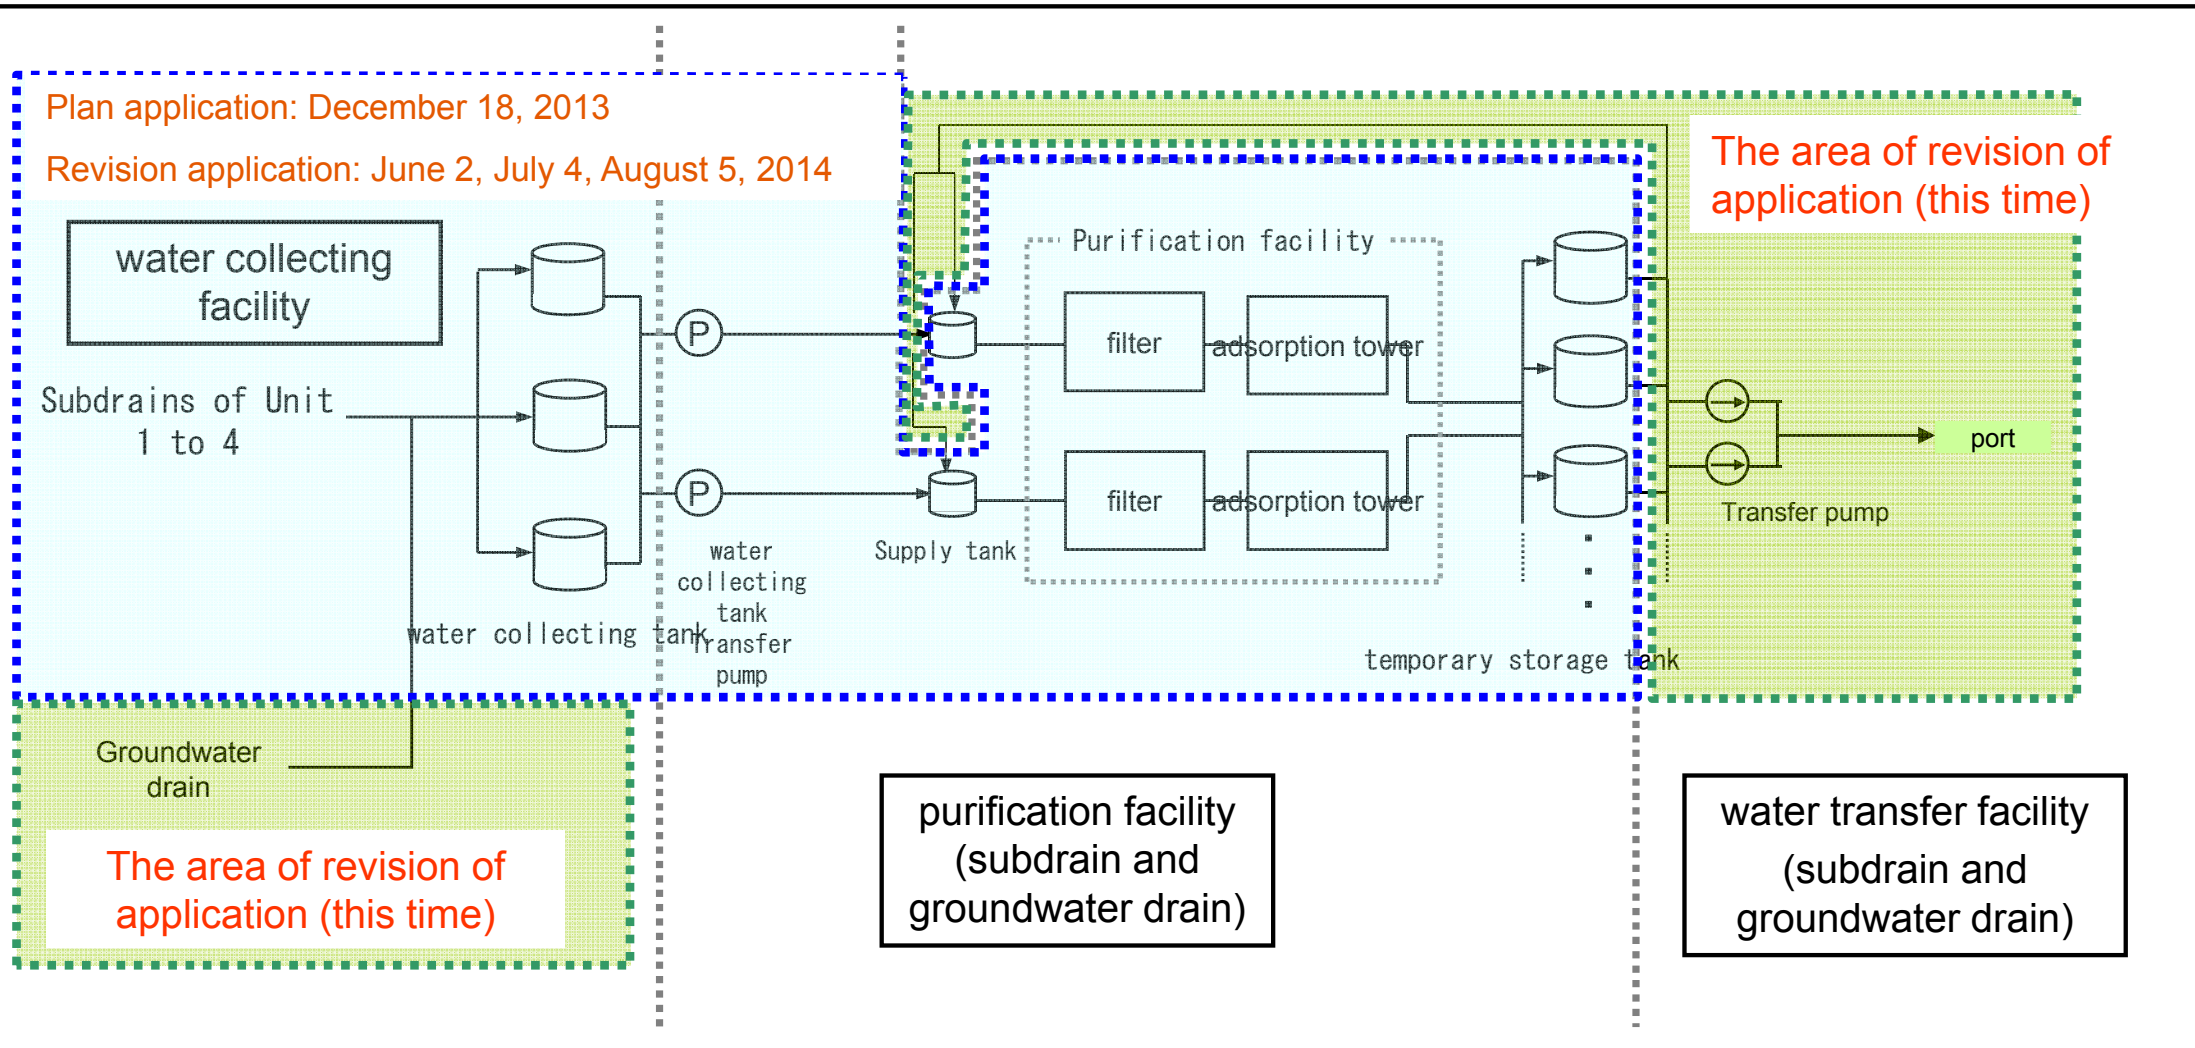 Plan application: December 18, 2013
Revision application: June 2, July 4, August 5, 2014
The area of revision of
application (this time)
water collecting
facility
Purification facility
P
filter
adsorption tower
Subdrains of Unit
1 to 4
port
P
filter
adsorption tower
Transfer pump
water
collecting
tank
Transfer
pump
Supply tank
water collecting tank
temporary storage tank
Groundwater
drain
The area of revision of
application (this time)
purification facility
(subdrain and
groundwater drain)
water transfer facility
(subdrain and
groundwater drain)